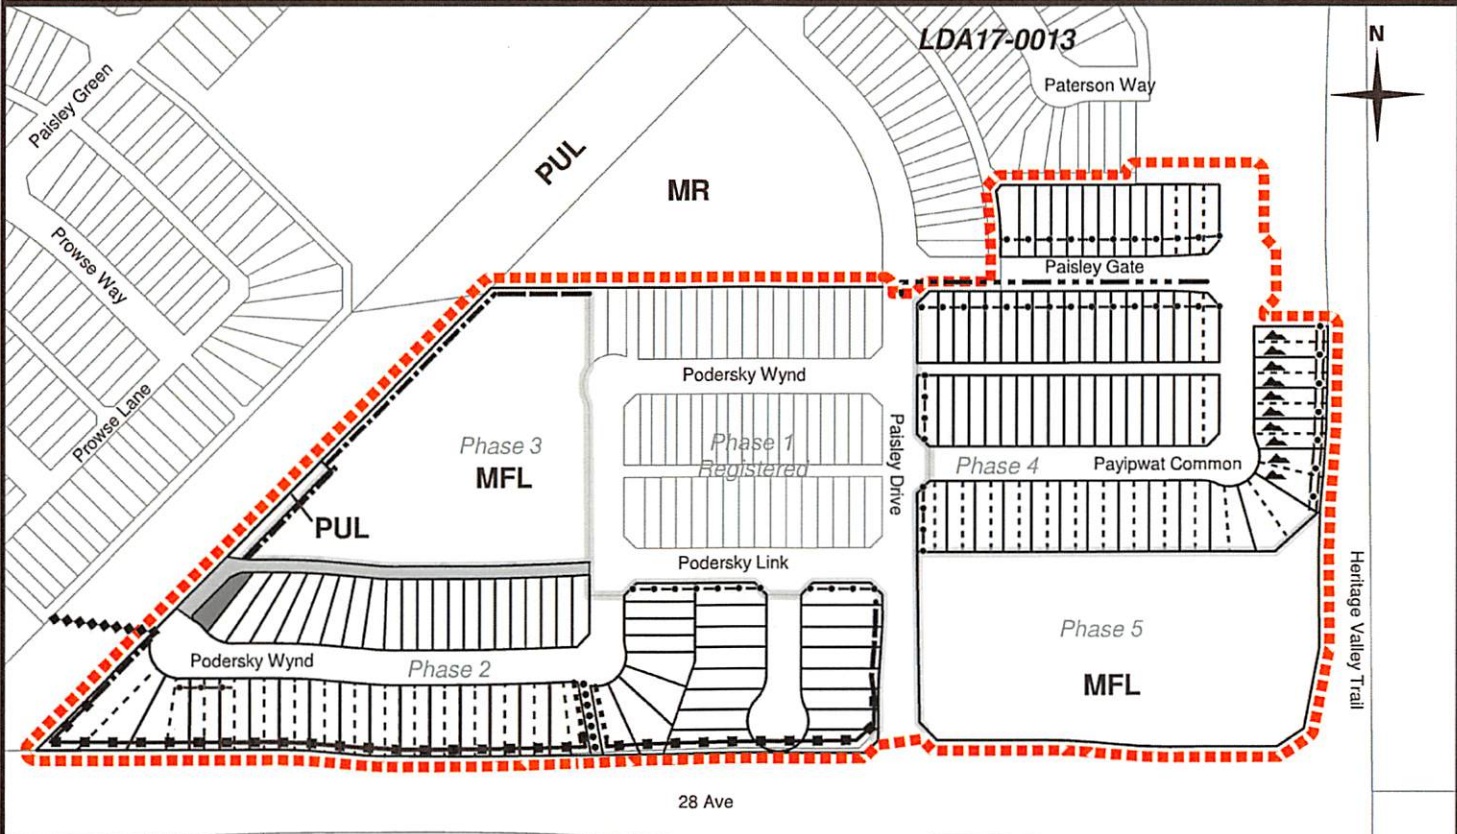 LDA17-0013
N
Paterson Way
Paisley Green
PUL
MR
Prowse Way
Paisley Gate
Podersky Wynd
Prowse Lane
Phase 3
MFL
Phase 1
Registered
Paisley Drive
Phase 4
Payipwat Common
PUL
Podersky Link
Heritage Valley Trail
Phase 5
MFL
Podersky Wynd
Phase 2
28 Ave